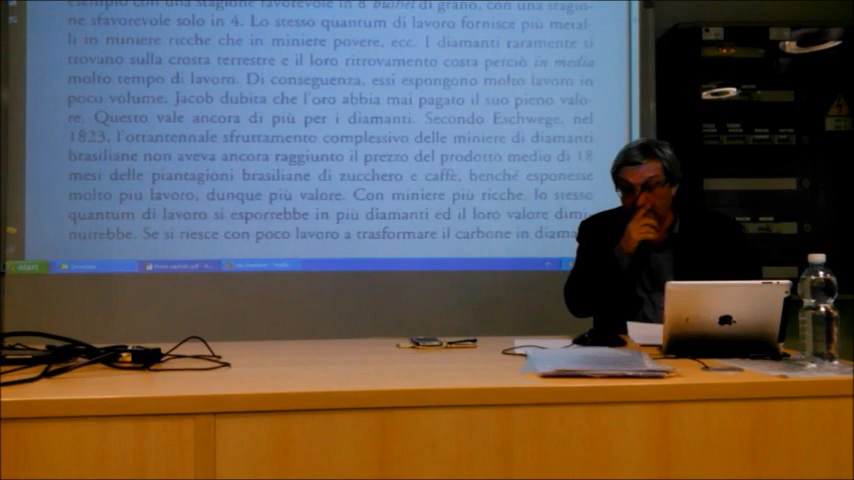 esempio con una stagione favorevole in 8 bushel di grano, con una stagio-
ne sfavorevole solo in 4. Lo stesso quantum di lavoro fornisce più metal-
li in miniere ricche che in miniere povere, ecc. I diamanti raramente si
trovano sulla crosta terrestre e il loro ritrovamento costa perciò in media
molto tempo di lavoro. Di conseguenza, essi espongono molto lavoro in
poco volume. Jacob dubita che l'oro abbia mai pagato il suo pieno valo-
re. Questo vale ancora di più per i diamanti. Secondo Eschwege, nel
1823, l'ottantennale sfruttamento complessivo delle miniere di diamanti
brasiliane non aveva ancora raggiunto il prezzo del prodotto medio di 18
mesi delle piantagioni brasiliane di zucchero e caffè, benché esponesse
molto più lavoro, dunque più valore. Con miniere più ricche, lo stesso
quantum di lavoro si esporrebbe in più diamanti ed il loro valore dimi-
nuirebbe. Se si riesce con poco lavoro a trasformare il carbone in diama
start